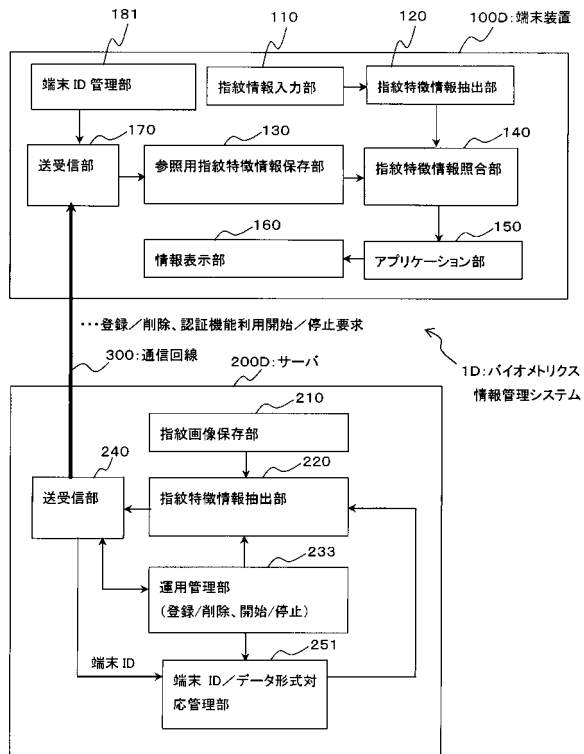 181
110
120
100D:端末装置
端末 ID 管理部
指紋情報入力部
指紋特徴情報抽出部
170
130
140
送受信部
参照用指紋特徴情報保存部
指紋特徴情報照合部
160
150
情報表示部
アプリケーション部
・・・登録/削除、認証機能利用開始/停止要求
300:通信回線
200D:サーバ
1D:バイオメトリクス
情報管理システム
210
指紋画像保存部
240
220
送受信部
指紋特徴情報抽出部
233
運用管理部
(登録/削除、開始/停止)
端末 ID
251
端末 ID/データ形式対
応管理部